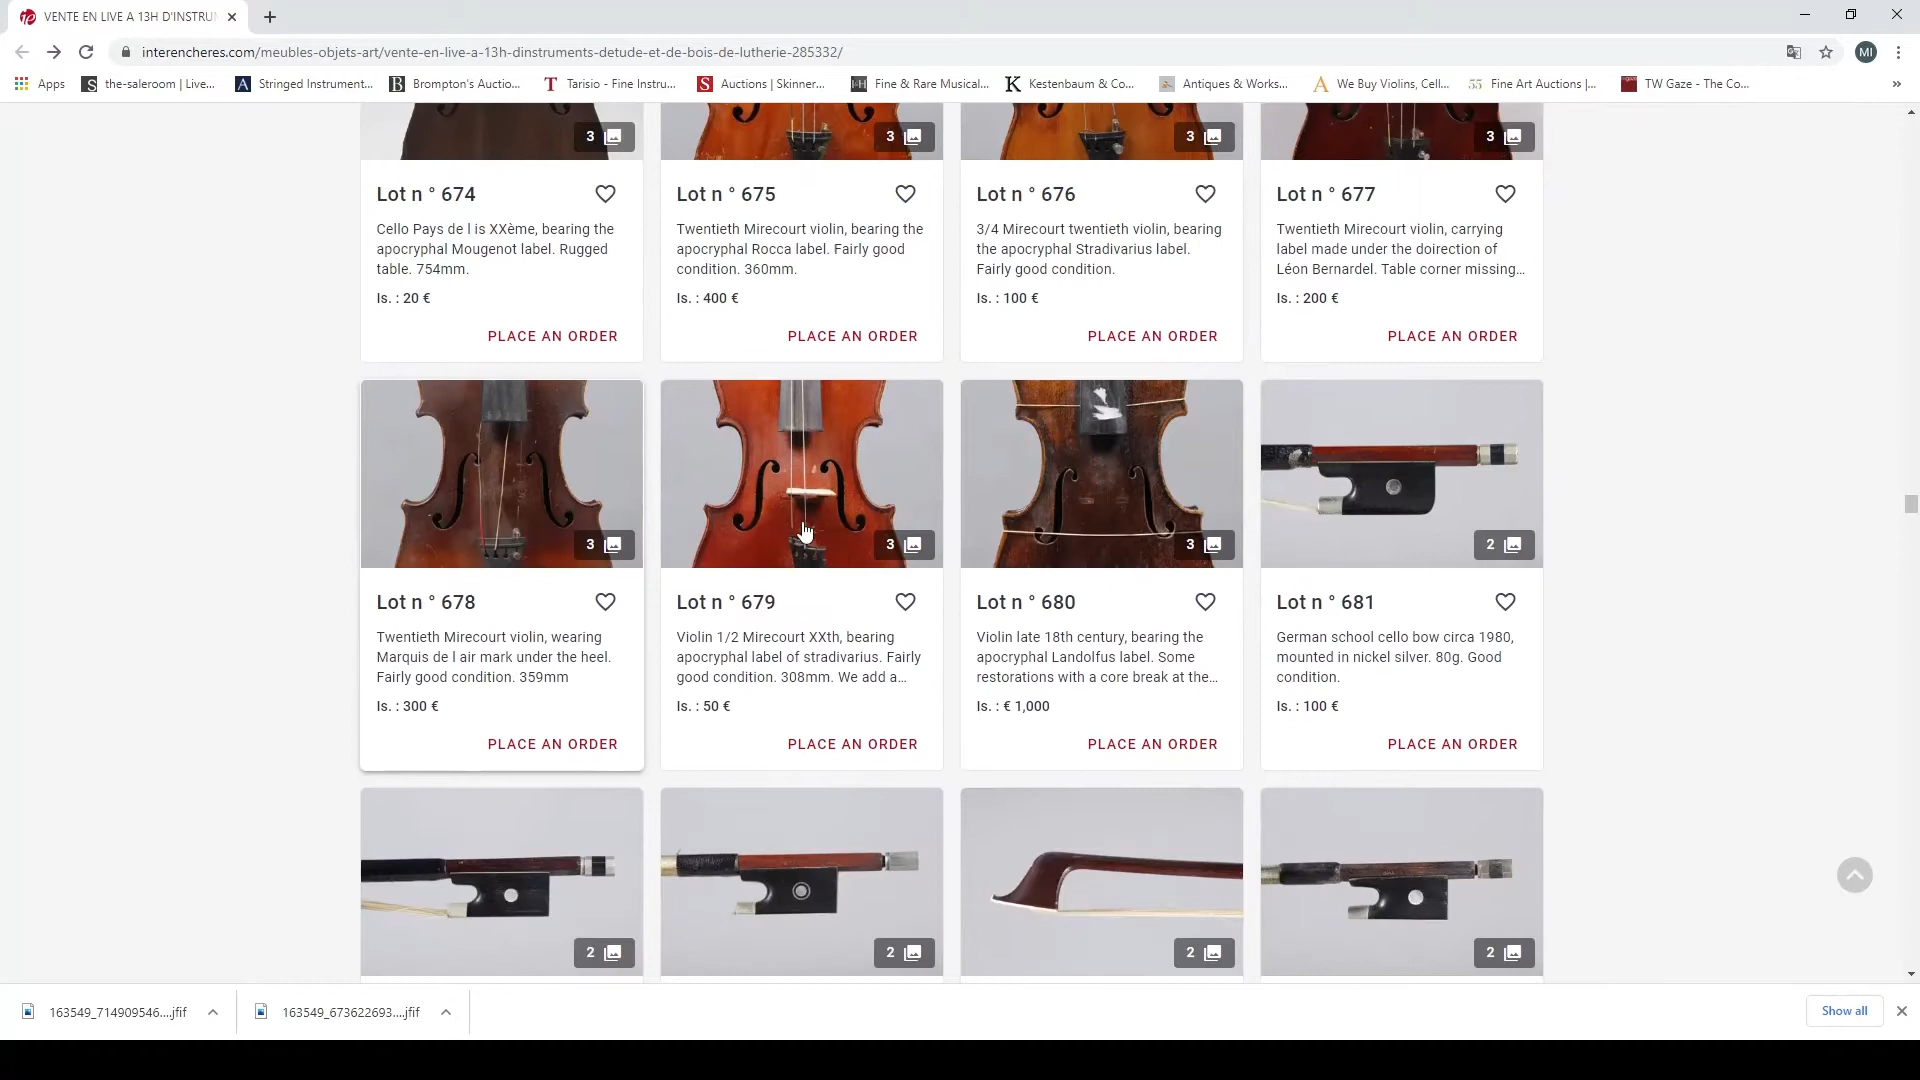 VENTE EN LIVE A 13H D'INSTRU
interencheres.com/meubles-objets-art/vente-en-live-a-13h-dinstruments-detude-et-de-bois-de-lutherie-285332/
MI
Apps
the-saleroom | Live...
Stringed Instrument...
Brompton's Auctio...
Tarisio - Fine Instru...
Auctions | Skinner...
Fine & Rare Musical...
Kestenbaum & Co...
Antiques & Works...
We Buy Violins, Cell...
Fine Art Auctions |...
TW Gaze - The Co...
3
3
3
3
Lot n ° 674
Cello Pays de l is XXème, bearing the
apocryphal Mougenot label. Rugged
table. 754mm.
Is. : 20 €
PLACE AN ORDER
Lot n ° 675
Twentieth Mirecourt violin, bearing the
apocryphal Rocca label. Fairly good
condition. 360mm.
Is. : 400 €
PLACE AN ORDER
Lot n ° 676
3/4 Mirecourt twentieth violin, bearing
the apocryphal Stradivarius label.
Fairly good condition.
Is. : 100 €
PLACE AN ORDER
Lot n ° 677
Twentieth Mirecourt violin, carrying
label made under the doirection of
Léon Bernardel. Table corner missing...
Is. : 200 €
PLACE AN ORDER
3
3
3
2
Lot n ° 678
Twentieth Mirecourt violin, wearing
Marquis de l air mark under the heel.
Fairly good condition. 359mm
Is. : 300 €
PLACE AN ORDER
Lot n ° 679
Violin 1/2 Mirecourt XXth, bearing
apocryphal label of stradivarius. Fairly
good condition. 308mm. We add a...
Is. : 50 €
PLACE AN ORDER
Lot n ° 680
Violin late 18th century, bearing the
apocryphal Landolfus label. Some
restorations with a core break at the...
Is. : € 1,000
PLACE AN ORDER
Lot n ° 681
German school cello bow circa 1980,
mounted in nickel silver. 80g. Good
condition.
Is. : 100 €
PLACE AN ORDER
2
2
2
2
163549_714909546....jfif
163549_673622693....jfif
Show all